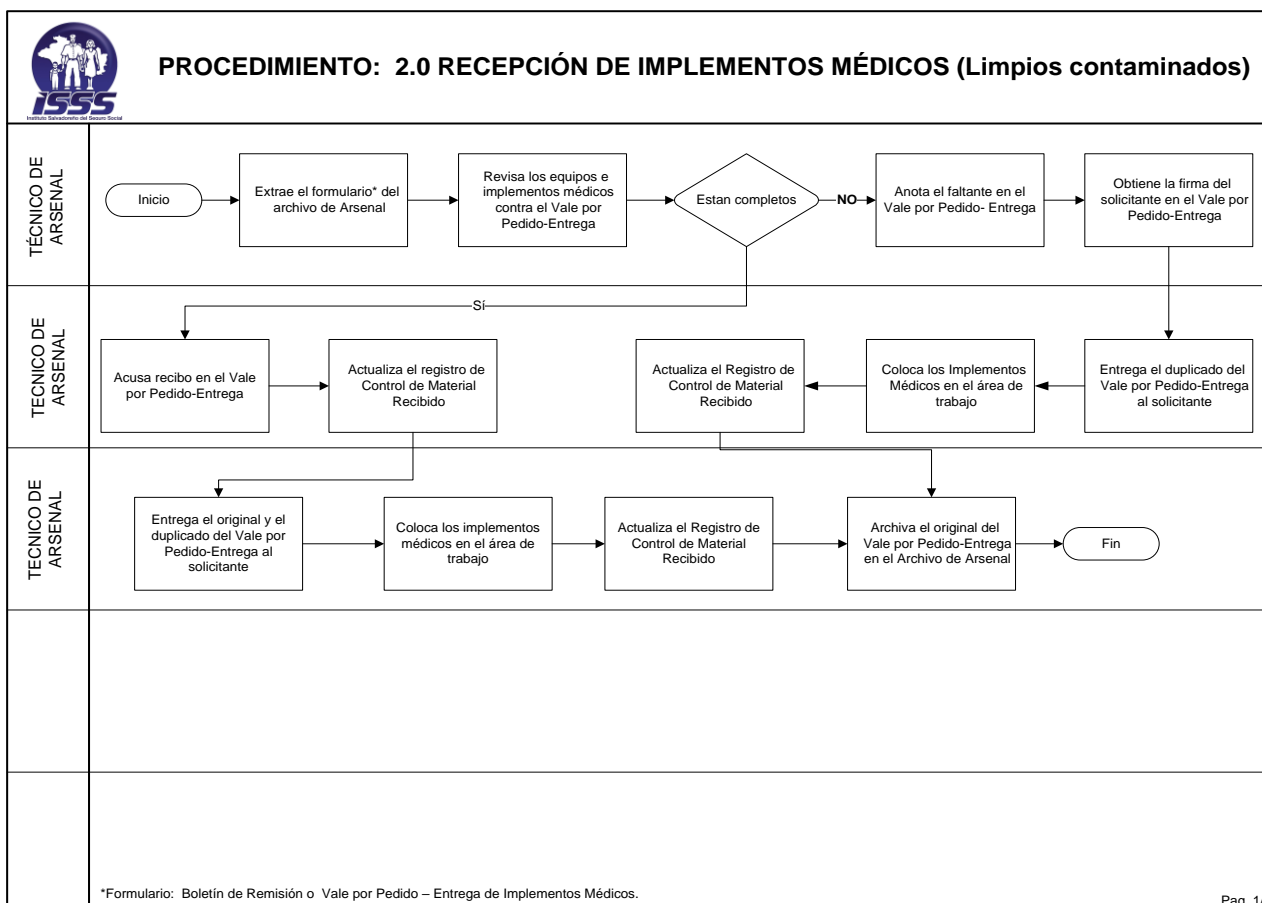 ISSS
Instituto Salvadoreño del Seguro Social
PROCEDIMIENTO: 2.0 RECEPCIÓN DE IMPLEMENTOS MÉDICOS (Limpios contaminados)
TÉCNICO DE
ARSENAL
Inicio
Extrae el formulario* del
archivo de Arsenal
Revisa los equipos e
implementos médicos
contra el Vale por
Pedido-Entrega
Estan completos
NO
Anota el faltante en el
Vale por Pedido- Entrega
Obtiene la firma del
solicitante en el Vale por
Pedido-Entrega
Sí
TECNICO DE
ARSENAL
Acusa recibo en el Vale
por Pedido-Entrega
Actualiza el registro de
Control de Material
Recibido
Actualiza el Registro de
Control de Material
Recibido
Coloca los Implementos
Médicos en el área de
trabajo
Entrega el duplicado del
Vale por Pedido-Entrega
al solicitante
TECNICO DE
ARSENAL
Entrega el original y el
duplicado del Vale por
Pedido-Entrega al
solicitante
Coloca los implementos
médicos en el área de
trabajo
Actualiza el Registro de
Control de Material
Recibido
Archiva el original del
Vale por Pedido-Entrega
en el Archivo de Arsenal
Fin
*Formulario: Boletín de Remisión o Vale por Pedido – Entrega de Implementos Médicos.
Pag. 1/